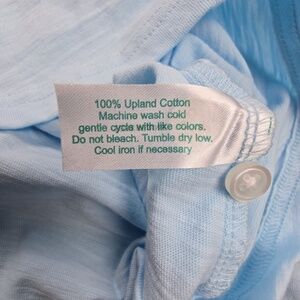 100% Upland Cotton
Machine wash cold
gentle cycle with like colors.
Do not bleach. Tumble dry low.
Cool iron if necessary